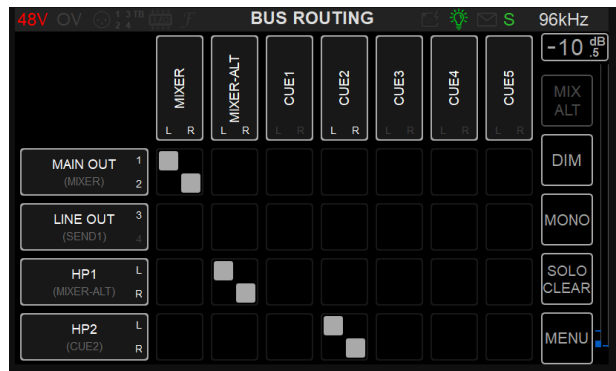 48V OV 1 3 TB 2 4 BUS ROUTING S 96kHz
-10 .5 dB
MIXER MIXER-ALT CUE1 CUE2 CUE3 CUE4 CUE5
L R L R L R L R L R L R L R
MIX
ALT
MAIN OUT 1
(MIXER) 2
DIM
LINE OUT 3
(SEND1) 4
MONO
HP1 L
(MIXER-ALT) R
SOLO
CLEAR
HP2 L
(CUE2) R
MENU